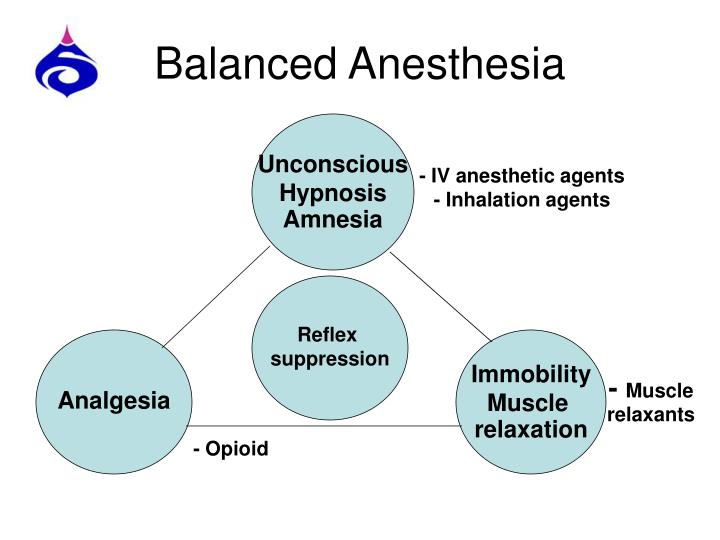 Balanced Anesthesia
Unconscious
Hypnosis
Amnesia
- IV anesthetic agents
- Inhalation agents
Reflex
suppression
Analgesia
- Opioid
Immobility
Muscle
relaxation
- Muscle
relaxants